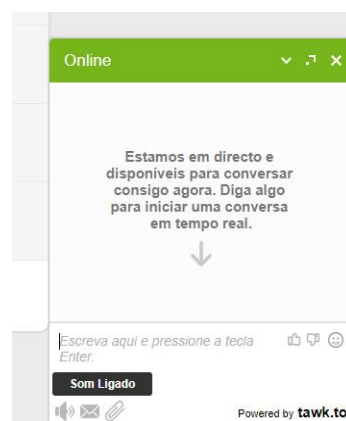 Online
Estamos em directo e
disponíveis para conversar
consigo agora. Diga algo
para iniciar uma conversa
em tempo real.
Escreva aqui e pressione a tecla
Enter.
Som Ligado
Powered by tawk.to